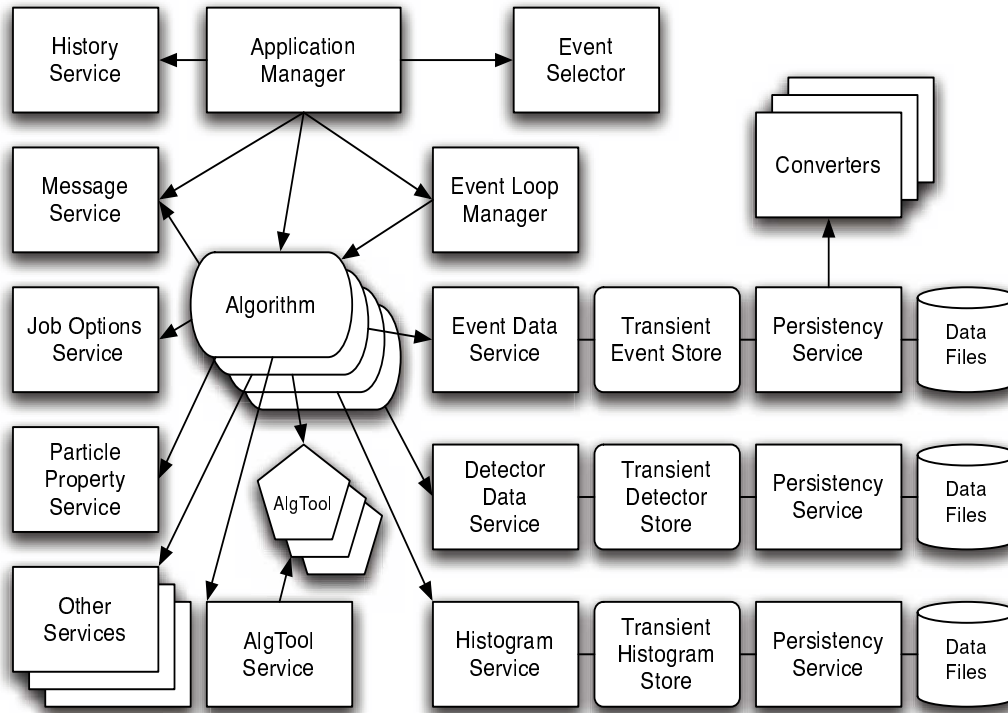 History
Service
Application
Manager
Event
Selector
Message
Service
Event Loop
Manager
Converters
Algorithm
Job Options
Service
Event Data
Service
Transient
Event Store
Persistency
Service
Data
Files
Particle
Property
Service
AlgTool
Detector
Data
Service
Transient
Detector
Store
Persistency
Service
Data
Files
Other
Services
AlgTool
Service
Histogram
Service
Transient
Histogram
Store
Persistency
Service
Data
Files